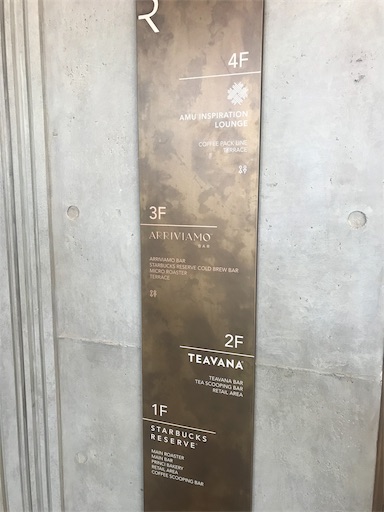 R
4F
AMU INSPIRATION
LOUNGE
COFFEE PACK LINE
TERRACE
3F
ARRIVIAMO
BAR
ARRIVIAMO BAR
STARBUCKS RESERVE COLD BREW BAR
MICRO ROASTER
TERRACE
2F
TEAVANA
TEAVANA BAR
TEA SCOOPING BAR
RETAIL AREA
1F
STARBUCKS
RESERVE
MAIN ROASTER
MAIN BAR
PRINCI BAKERY
RETAIL AREA
COFFEE SCOOPING BAR